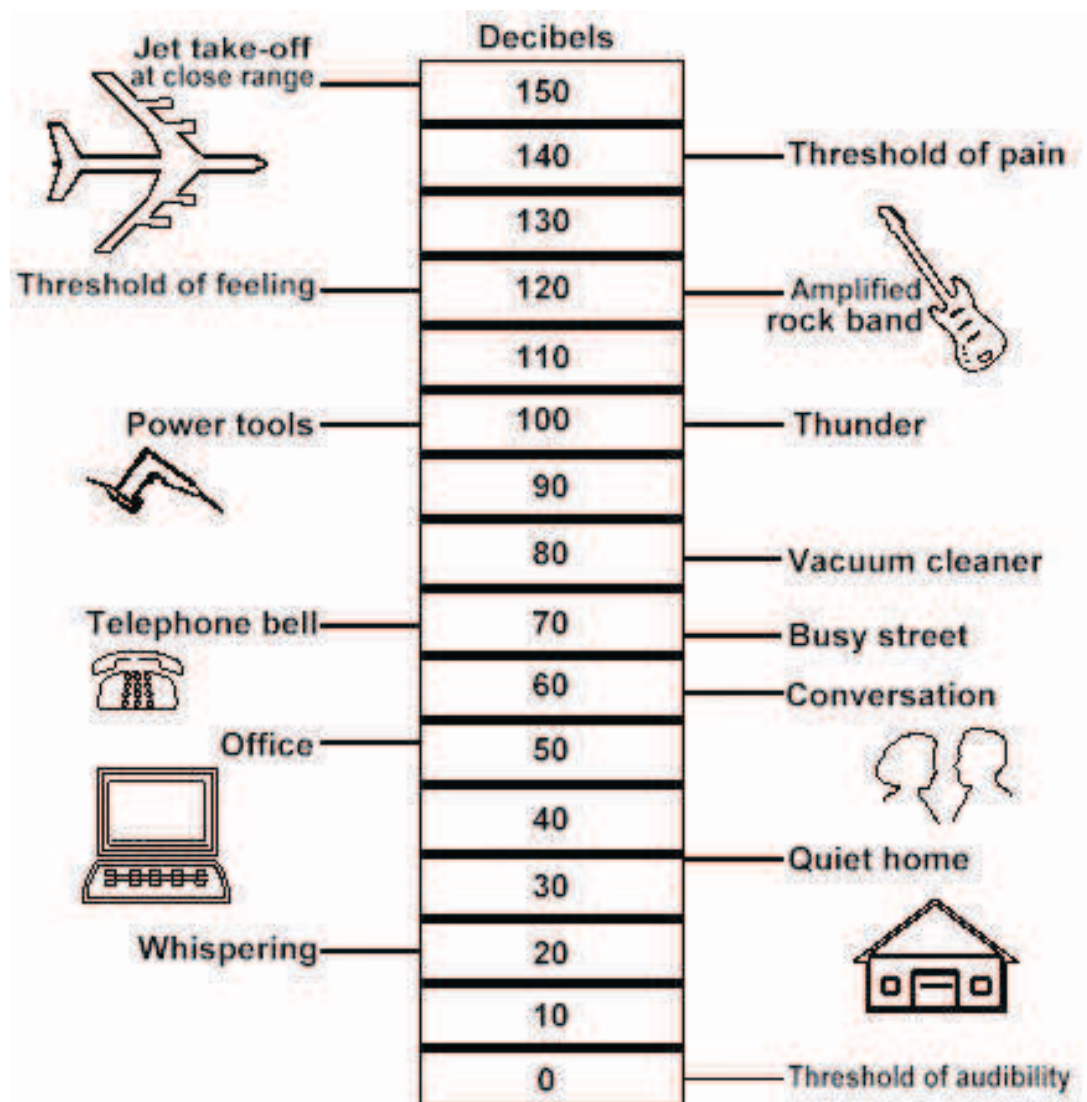 Decibels
Jet take-off
at close range
150
140
Threshold of pain
130
Threshold of feeling
120
Amplified
rock band
110
Power tools
100
Thunder
90
80
Vacuum cleaner
Telephone bell
70
Busy street
60
Conversation
Office
50
40
Quiet home
30
Whispering
20
10
0
Threshold of audibility